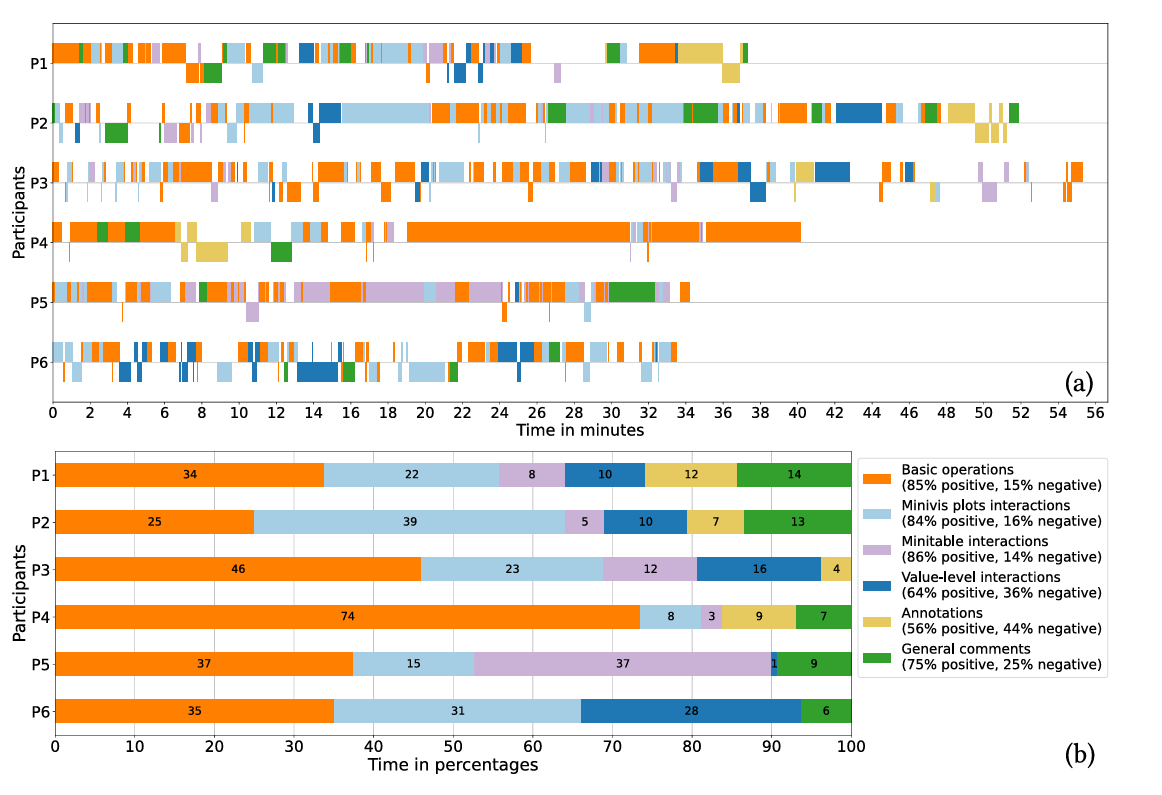 Participants
P1
P2
P3
P4
P5
P6
0 2 4 6 8 10 12 14 16 18 20 22 24 26 28 30 32 34 36 38 40 42 44 46 48 50 52 54 56
Time in minutes
(a)
Participants
P1 34 22 8 10 12 14
P2 25 39 5 10 7 13
P3 46 23 12 16 4
P4 74 8 3 9 7
P5 37 15 37 1 9
P6 35 31 28 6
0 10 20 30 40 50 60 70 80 90 100
Time in percentages
Basic operations
(85% positive, 15% negative)
Minivis plots interactions
(84% positive, 16% negative)
Minitable interactions
(86% positive, 14% negative)
Value-level interactions
(64% positive, 36% negative)
Annotations
(56% positive, 44% negative)
General comments
(75% positive, 25% negative)
(b)